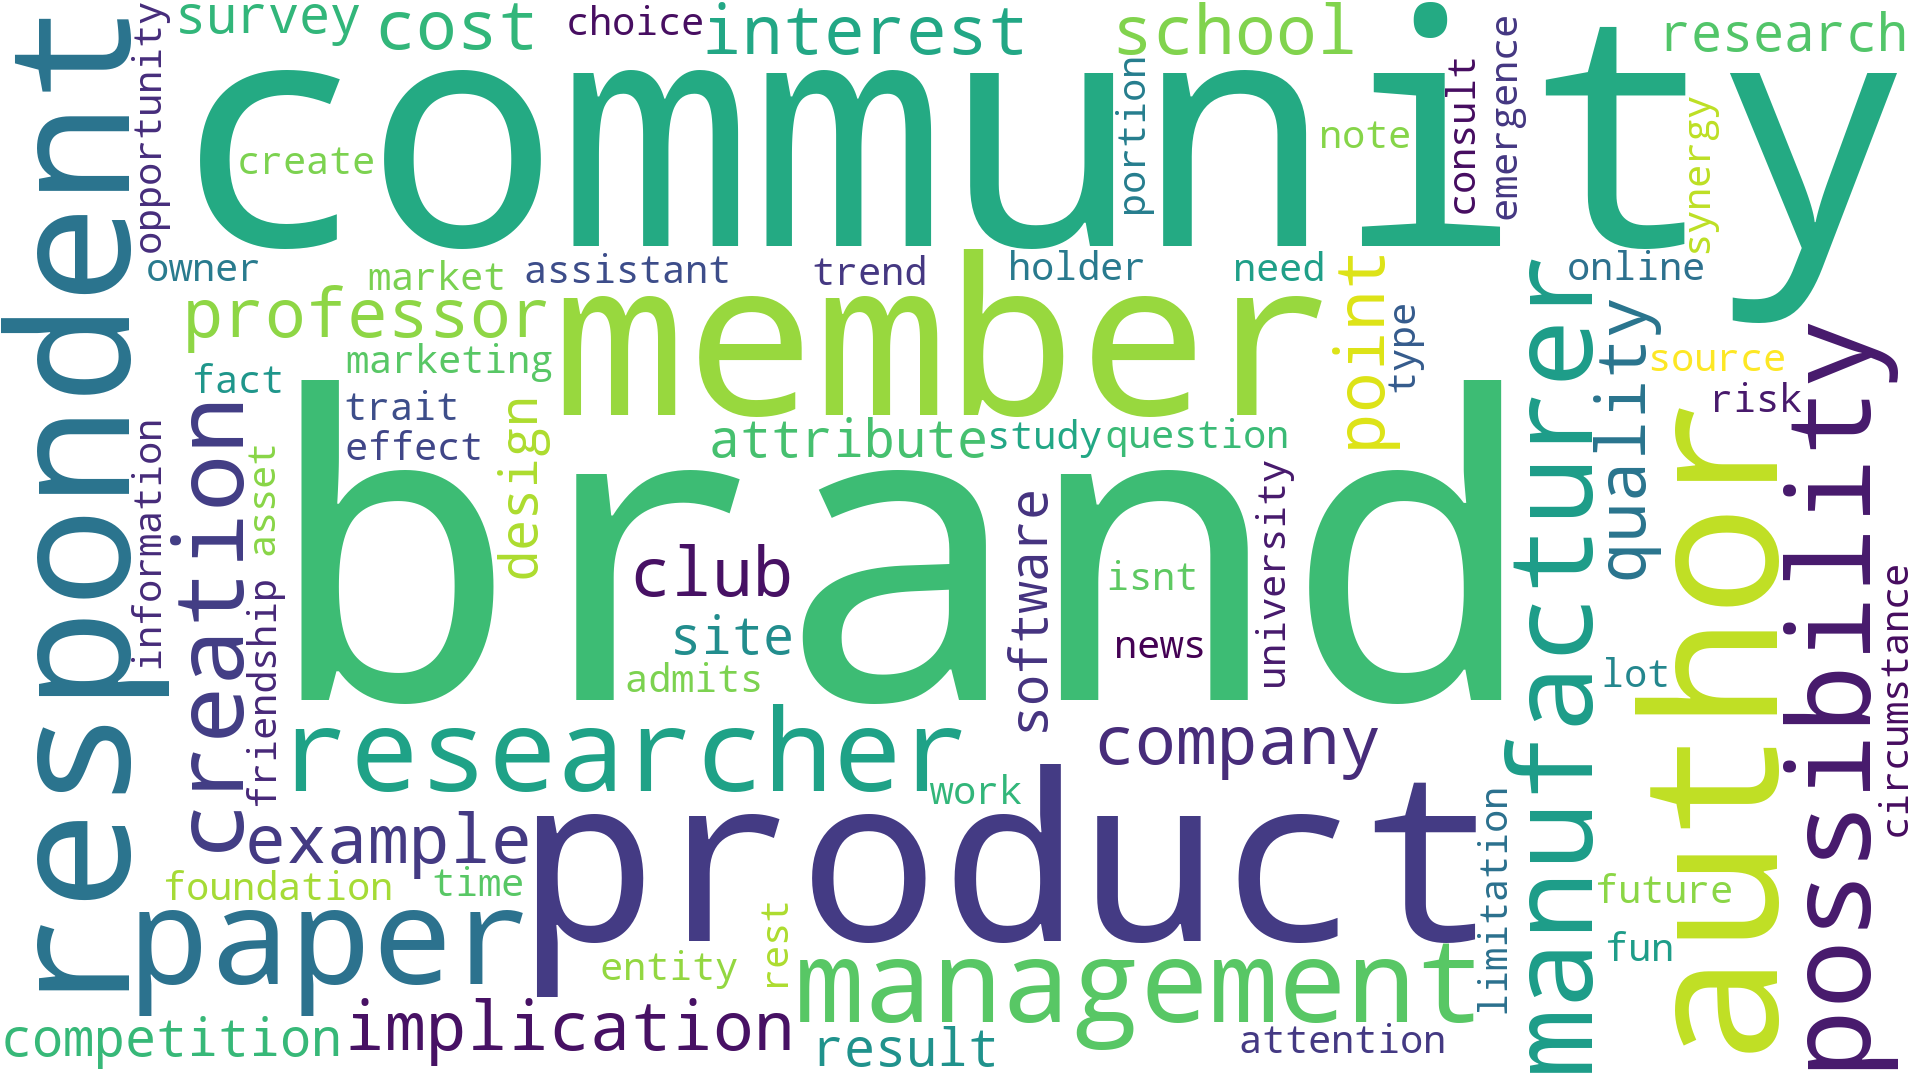 survey
cost
choice
interest
school
research
opportunity
respondent
community
create
portion
note
consult
emergence
synergy
owner
market
assistant
trend
holder
need
online
professor
member
point
type
manufacturer
quality
marketing
source
fact
trait
risk
effect
design
attribute
study
question
possibility
author
creation
information
asset
brand
club
software
isnt
university
site
news
admits
lot
friendship
circumstance
researcher
company
work
product
example
foundation
time
limitation
future
paper
rest
entity
management
fun
competition
implication
result
attention